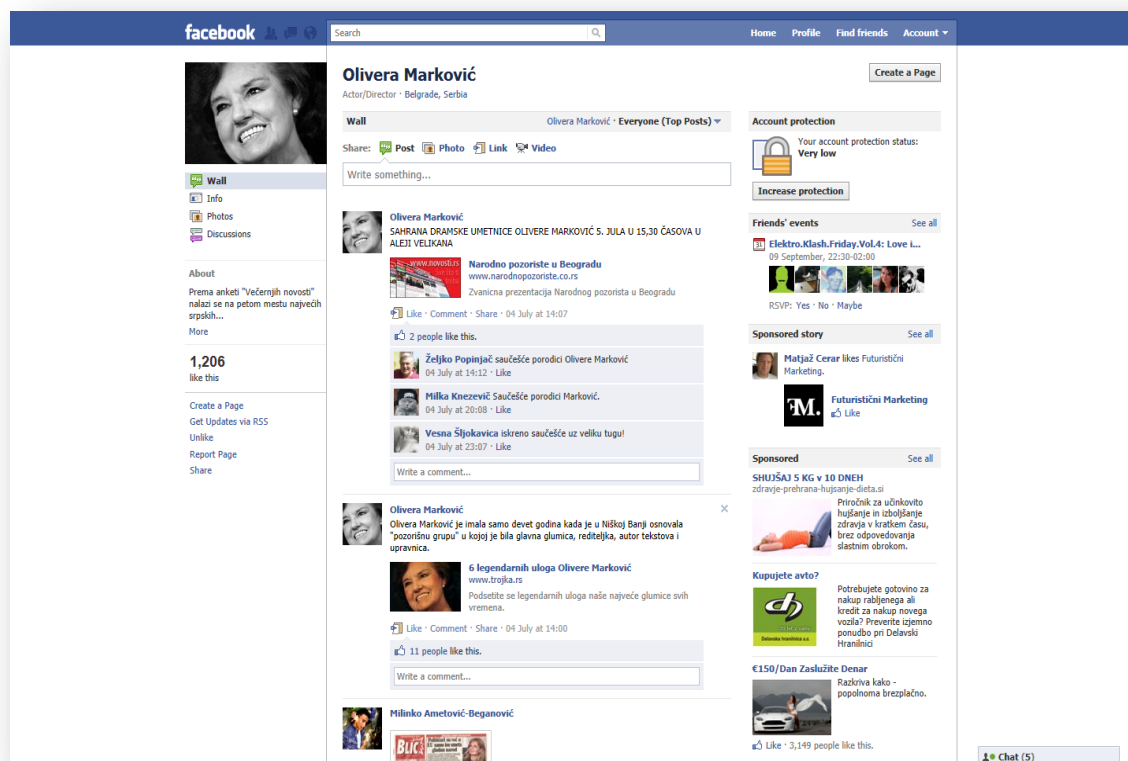 facebook
Search
Home Profile Find friends Account
Olivera Marković
Actor/Director · Belgrade, Serbia
Create a Page
Wall
Info
Photos
Discussions
About
Prema anketi "Večernjih novosti"
nalazi se na petom mestu najvećih
srpskih...
More
1,206
like this
Create a Page
Get Updates via RSS
Unlike
Report Page
Share
Wall
Olivera Marković · Everyone (Top Posts)
Share: Post Photo Link Video
Write something...
Olivera Marković
SAHRANA DRAMSKE UMETNICE OLIVERE MARKOVIĆ 5. JULA U 15,30 ČASOVA U
ALEJI VELIKANA
www.novosti.rs
Narodno pozoriste u Beogradu
www.narodnopozoriste.co.rs
Zvanicna prezentacija Narodnog pozorista u Beogradu
Like · Comment · Share · 04 July at 14:07
2 people like this.
Željko Popinjač saučešće porodici Olivere Marković
04 July at 14:12 · Like
Milka Knezevič Saučešće porodici Marković.
04 July at 20:08 · Like
Vesna Šljokavica iskreno saučešće uz veliku tugu!
04 July at 23:07 · Like
Write a comment...
Olivera Marković
Olivera Marković je imala samo devet godina kada je u Niškoj Banji osnovala
"pozorišnu grupu" u kojoj je bila glavna glumica, rediteljka, autor tekstova i
upravnica.
6 legendarnih uloga Olivere Marković
www.trojka.rs
Podsetite se legendarnih uloga naše najveće glumice svih
vremena.
Like · Comment · Share · 04 July at 14:00
11 people like this.
Write a comment...
Milinko Ametović-Beganović
BLIC
Account protection
Your account protection status:
Very low
Increase protection
Friends' events See all
31
Elektro.Klash.Friday.Vol.4: Love i...
09 September, 22:30-02:00
RSVP: Yes · No · Maybe
Sponsored story See all
Matjaž Cerar likes Futuristični
Marketing.
FM.
Futuristični Marketing
Like
Sponsored See all
SHUJŠAJ 5 KG v 10 DNEH
zdravje-prehrana-hujsanje-dieta.si
Priročnik za učinkovito
hujšanje in izboljšanje
zdravja v kratkem času,
brez odpovedovanja
slastnim obrokom.
Kupujete avto?
Delavska hranilnica d.d.
Potrebujete gotovino za
nakup rabljenega ali
kredit za nakup novega
vozila? Preverite izjemno
ponudbo pri Delavski
Hranilnici
€150/Dan Zaslužite Denar
Razkriva kako -
popolnoma brezplačno.
Like · 3,149 people like this.
Chat (5)